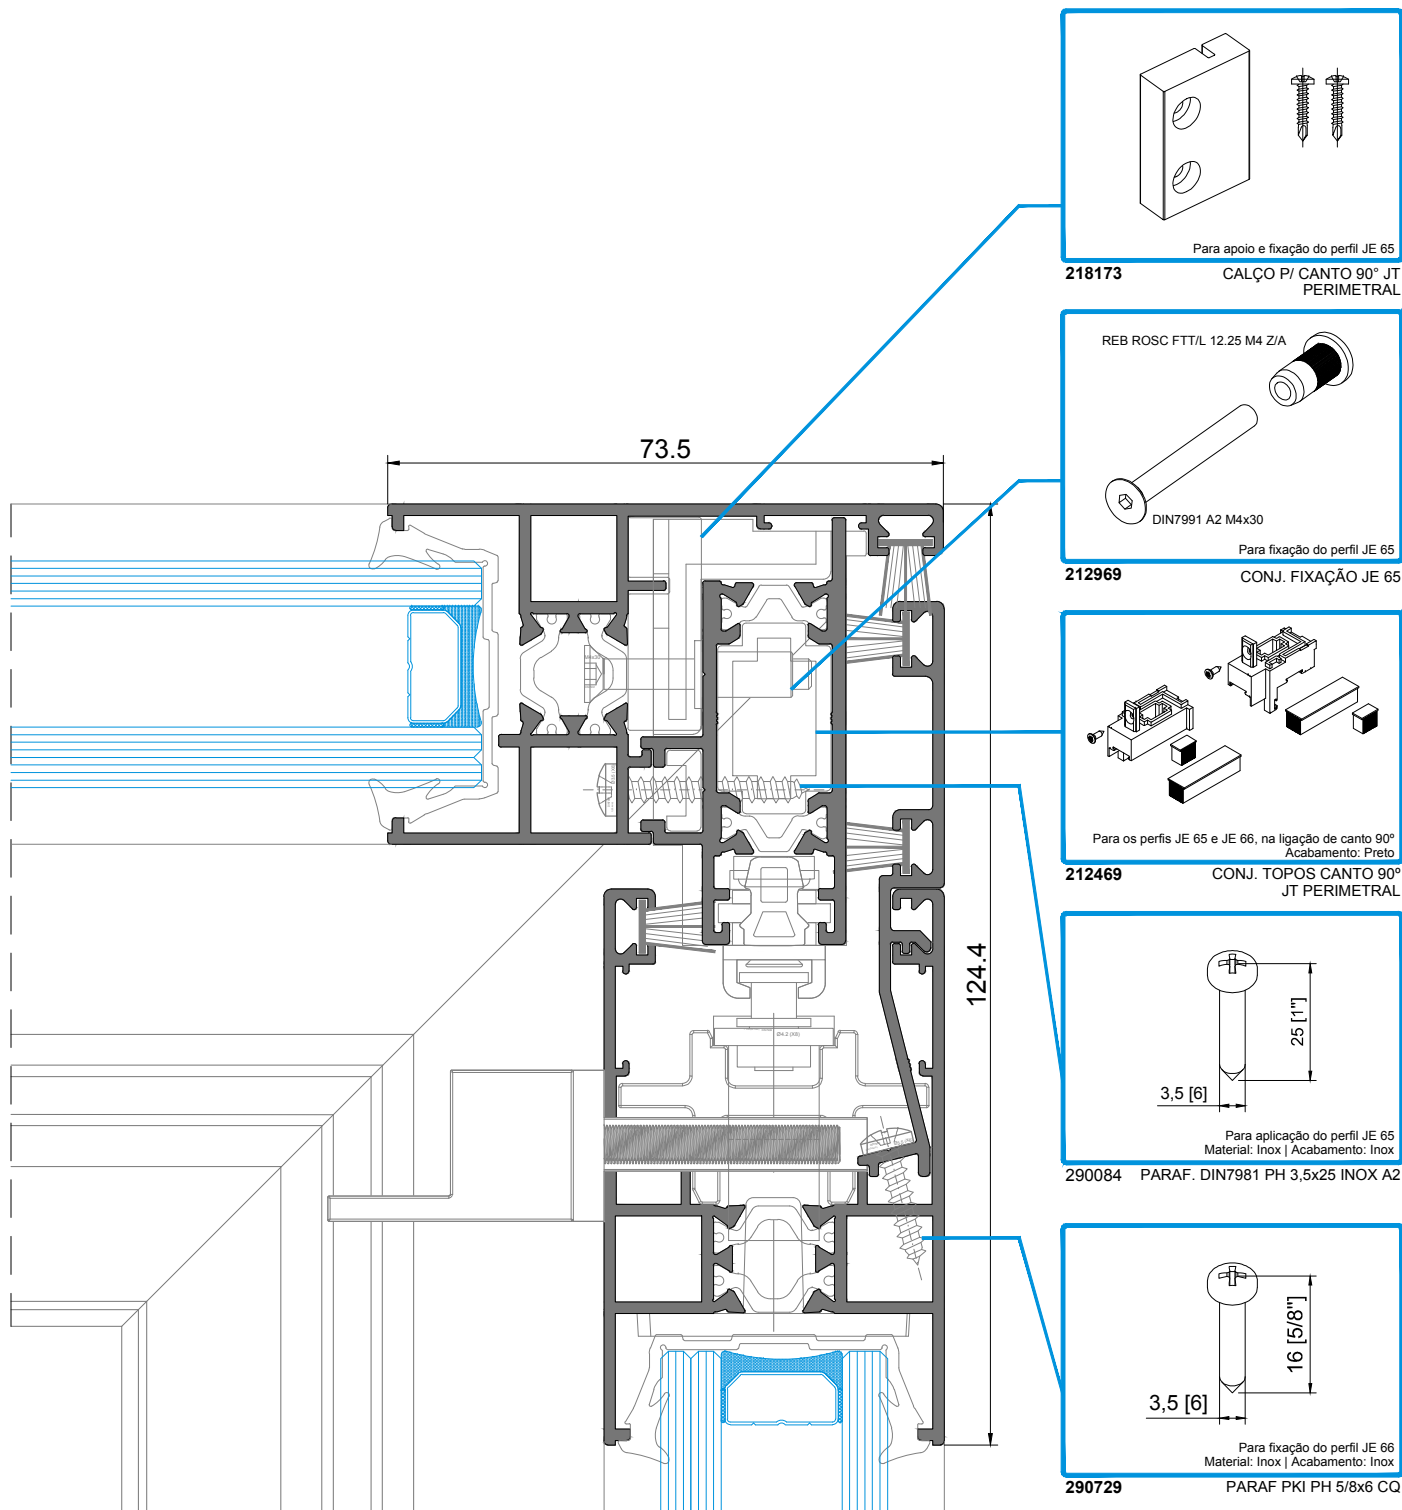 Para apoio e fixação do perfil JE 65
218173 CALÇO P/ CANTO 90° JT
PERIMETRAL
REB ROSC FTT/L 12.25 M4 Z/A
DIN7991 A2 M4x30
Para fixação do perfil JE 65
212969 CONJ. FIXAÇÃO JE 65
73.5
Para os perfis JE 65 e JE 66, na ligação de canto 90º
Acabamento: Preto
212469 CONJ. TOPOS CANTO 90º
JT PERIMETRAL
124.4
25 [1"]
3,5 [6]
Para aplicação do perfil JE 65
Material: Inox | Acabamento: Inox
290084 PARAF. DIN7981 PH 3,5x25 INOX A2
Ø4.2 (X8)
16 [5/8"]
3,5 [6]
Para fixação do perfil JE 66
Material: Inox | Acabamento: Inox
290729 PARAF PKI PH 5/8x6 CQ